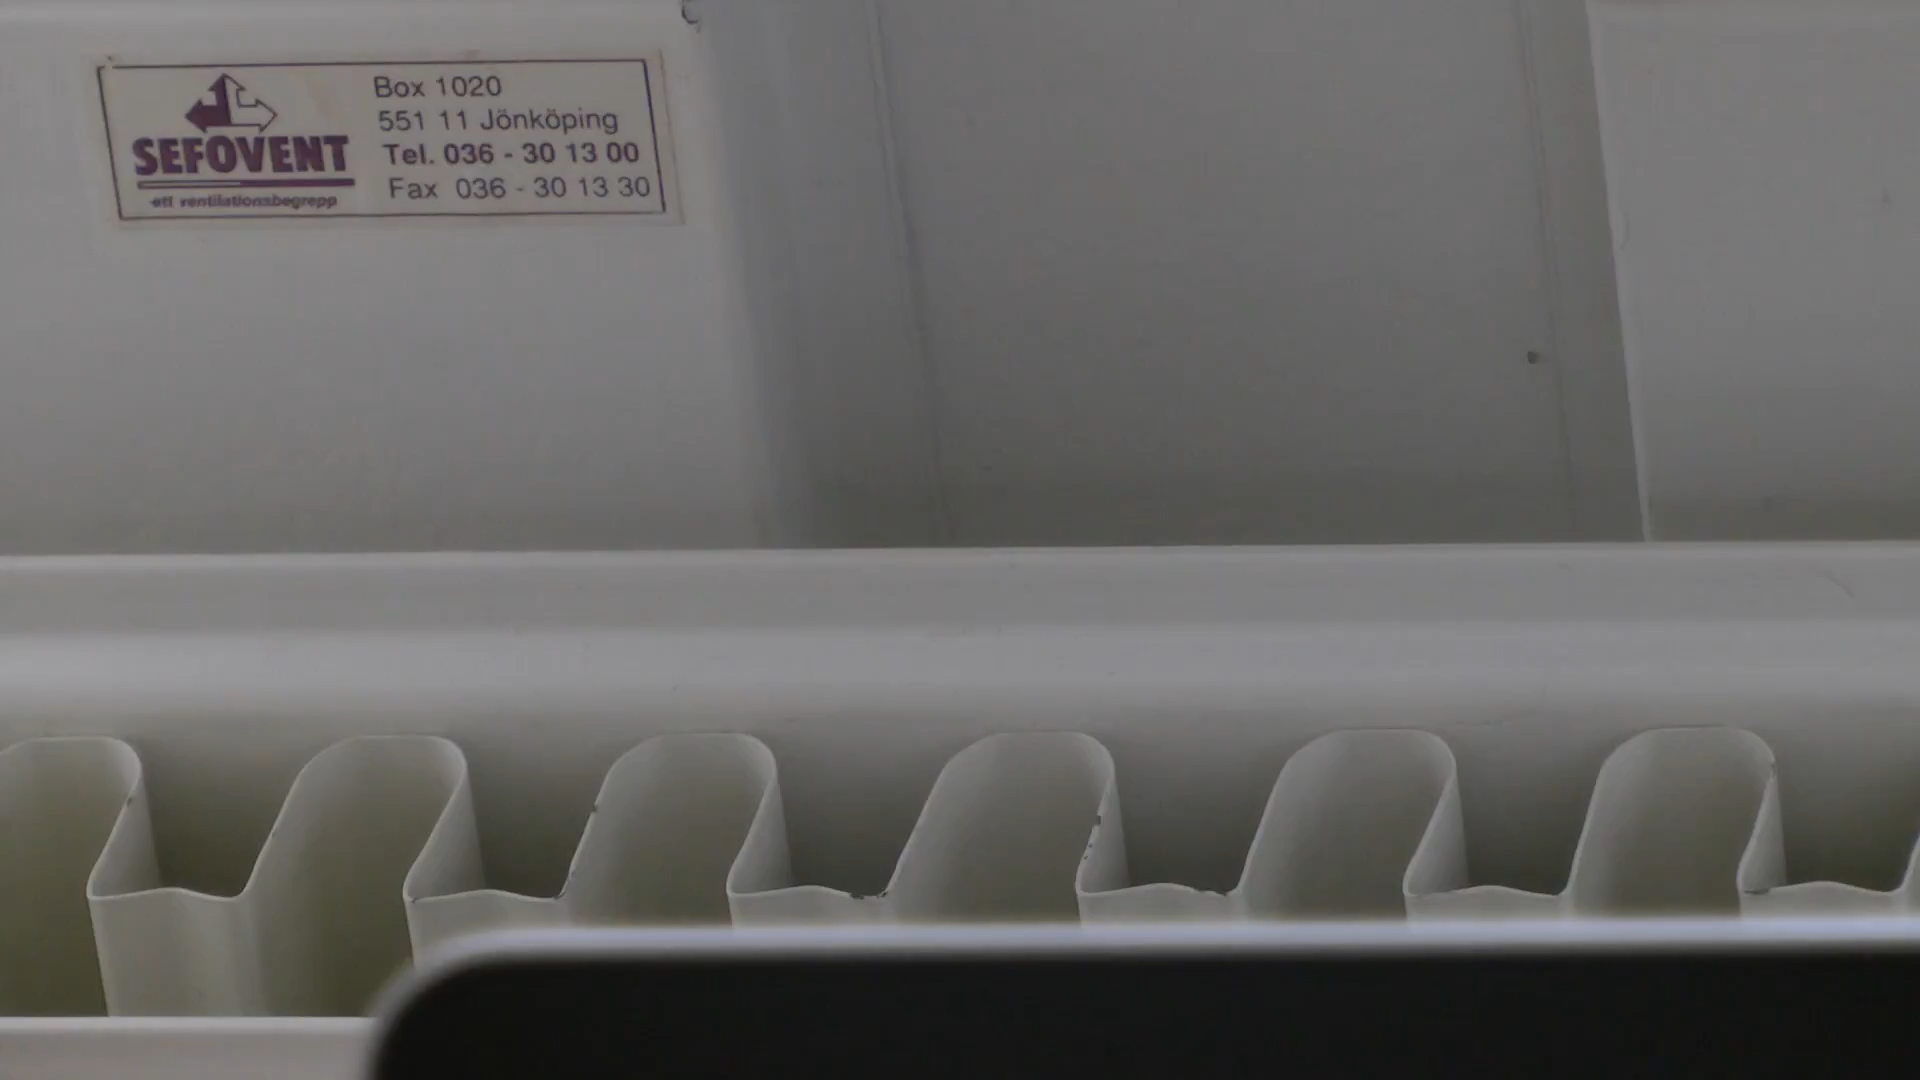 SEFOVENT
ett ventilationsbegrepp
Box 1020
551 11 Jönköping
Tel. 036 - 30 13 00
Fax 036 - 30 13 30